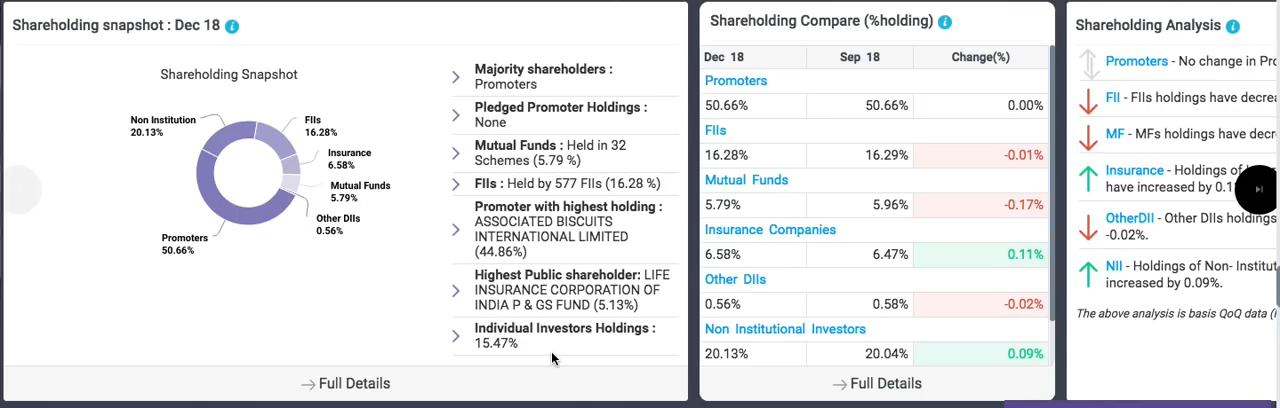 Shareholding snapshot : Dec 18
Shareholding Snapshot
Non Institution
20.13%
FIIs
16.28%
Insurance
6.58%
Mutual Funds
5.79%
Other DIIs
0.56%
Promoters
50.66%
Majority shareholders :
Promoters
Pledged Promoter Holdings :
None
Mutual Funds : Held in 32
Schemes (5.79 %)
FIIs : Held by 577 FIIs (16.28 %)
Promoter with highest holding :
ASSOCIATED BISCUITS
INTERNATIONAL LIMITED
(44.86%)
Highest Public shareholder: LIFE
INSURANCE CORPORATION OF
INDIA P & GS FUND (5.13%)
Individual Investors Holdings :
15.47%
Full Details
Shareholding Compare (%holding)
Dec 18 Sep 18 Change(%)
Promoters
50.66% 50.66% 0.00%
FIIs
16.28% 16.29% -0.01%
Mutual Funds
5.79% 5.96% -0.17%
Insurance Companies
6.58% 6.47% 0.11%
Other DIIs
0.56% 0.58% -0.02%
Non Institutional Investors
20.13% 20.04% 0.09%
Full Details
Shareholding Analysis
Promoters - No change in Pro
FII - FIIs holdings have decrea
MF - MFs holdings have decr
Insurance - Holdings of
have increased by
OtherDII - Other DIIs holdings
-0.02%.
NII - Holdings of Non- Institut
increased by 0.09%.
The above analysis is basis QoQ data